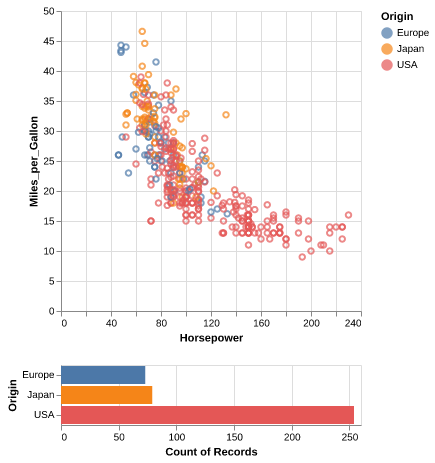 Origin
Europe
Japan
USA
50
45
40
35
30
25
20
15
10
5
0
Miles_per_Gallon
0 40 80 120 160 200 240
Horsepower
Origin
Europe
Japan
USA
0 50 100 150 200 250
Count of Records